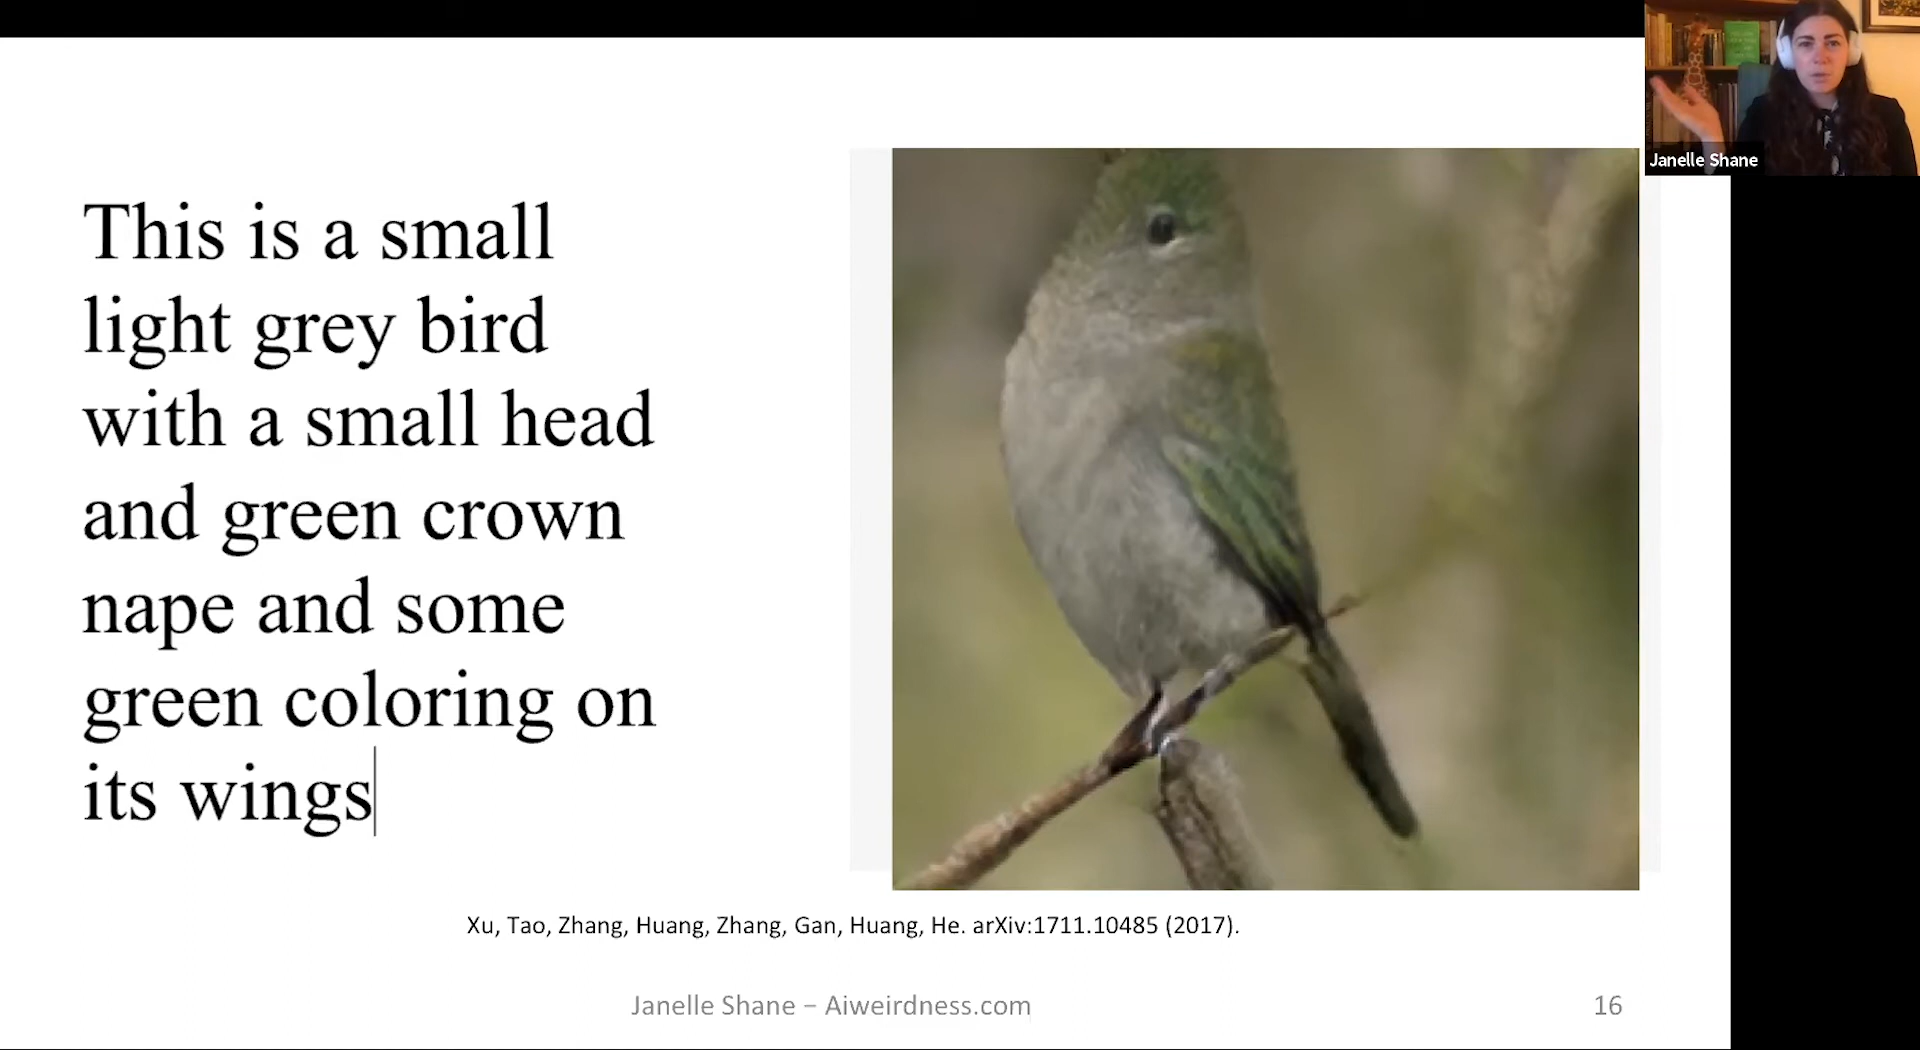 Janelle Shane
This is a small
light grey bird
with a small head
and green crown
nape and some
green coloring on
its wings
Xu, Tao, Zhang, Huang, Zhang, Gan, Huang, He. arXiv:1711.10485 (2017).
Janelle Shane – Aiweirdness.com
16